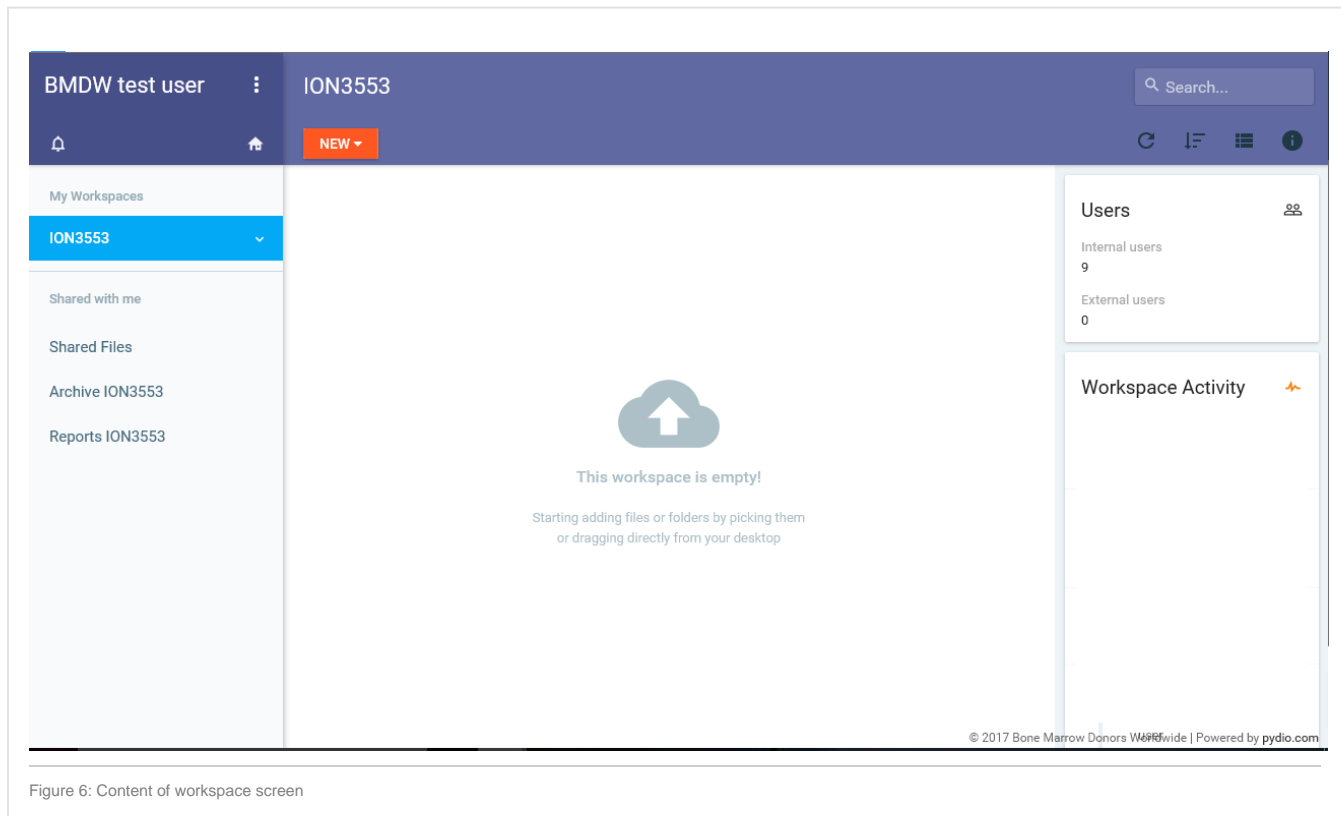 BMDW test user
ION3553
Search...
NEW
My Workspaces
ION3553
Shared with me
Shared Files
Archive ION3553
Reports ION3553
This workspace is empty!
Starting adding files or folders by picking them
or dragging directly from your desktop
Users
Internal users
9
External users
0
Workspace Activity
© 2017 Bone Marrow Donors Worldwide | Powered by pydio.com
Figure 6: Content of workspace screen